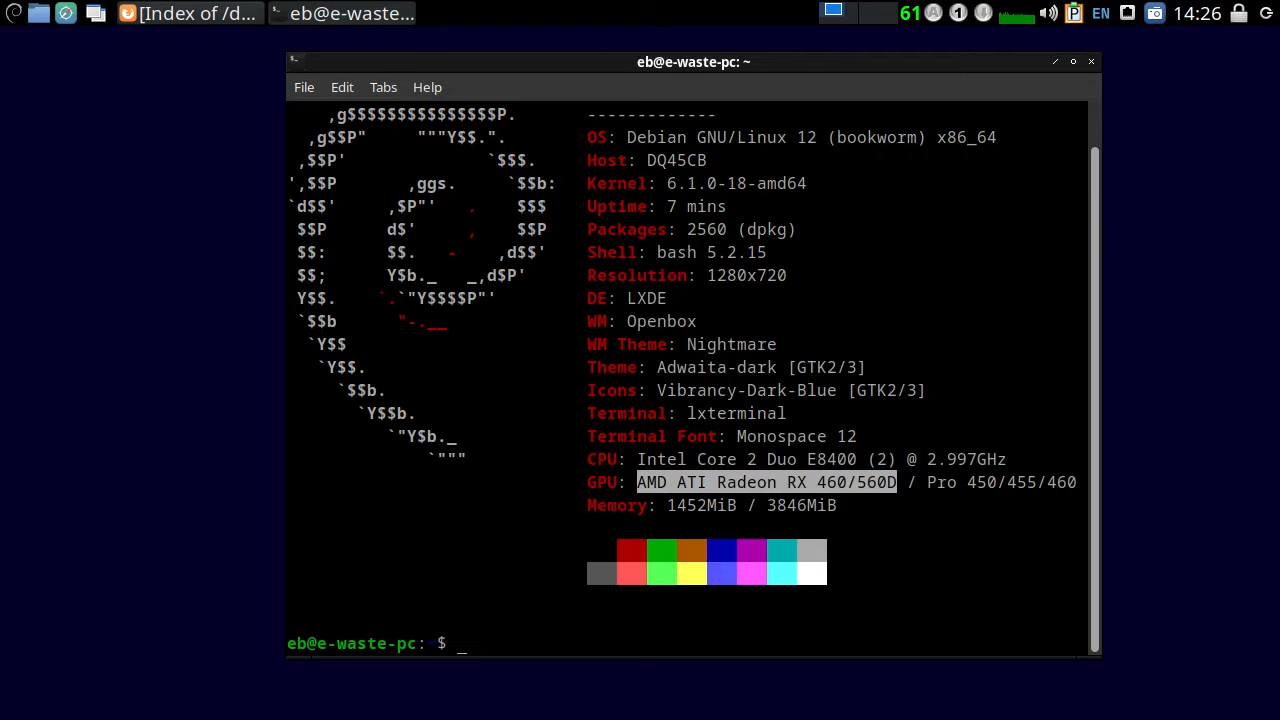 [Index of /d... eb@e-waste... 61 A 1 P EN 14:26
eb@e-waste-pc: ~
File Edit Tabs Help
,g$$$$$$$$$$$$$$$P. -------------
,g$$P" """Y$$.". OS: Debian GNU/Linux 12 (bookworm) x86_64
,$$P' `$$$. Host: DQ45CB
',$$P ,ggs. `$$b: Kernel: 6.1.0-18-amd64
`d$$' ,$P"' . $$$ Uptime: 7 mins
$$P d$' , $$P Packages: 2560 (dpkg)
$$: $$. - ,d$$' Shell: bash 5.2.15
$$; Y$b._ _,d$P' Resolution: 1280x720
Y$$. `.`"Y$$$$P"' DE: LXDE
`$$b "-.__ WM: Openbox
`Y$$ WM Theme: Nightmare
`Y$$. Theme: Adwaita-dark [GTK2/3]
`$$b. Icons: Vibrancy-Dark-Blue [GTK2/3]
`Y$$b. Terminal: lxterminal
`"Y$b._ Terminal Font: Monospace 12
`""" CPU: Intel Core 2 Duo E8400 (2) @ 2.997GHz
GPU: AMD ATI Radeon RX 460/560D / Pro 450/455/460
Memory: 1452MiB / 3846MiB
eb@e-waste-pc:~$ _